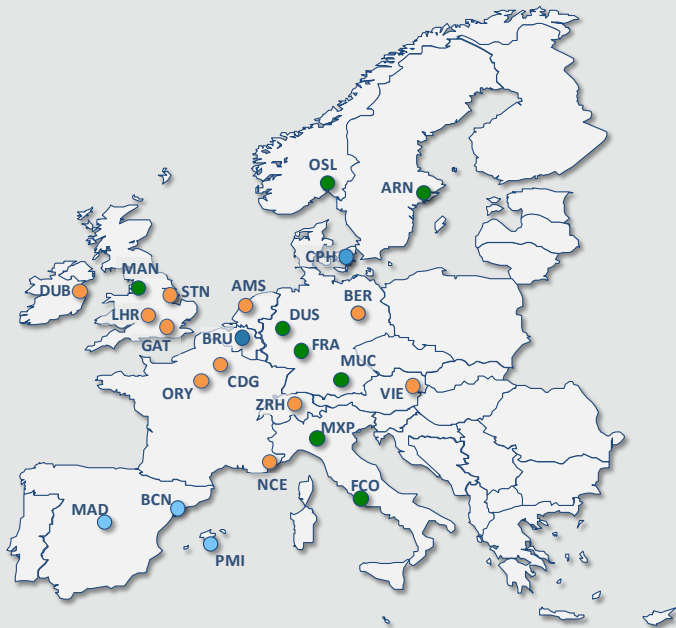 OSL
ARN
CPH
MAN
DUB
STN
AMS
BER
LHR
DUS
GAT
BRU
FRA
MUC
CDG
ORY
VIE
ZRH
MXP
NCE
FCO
BCN
MAD
PMI